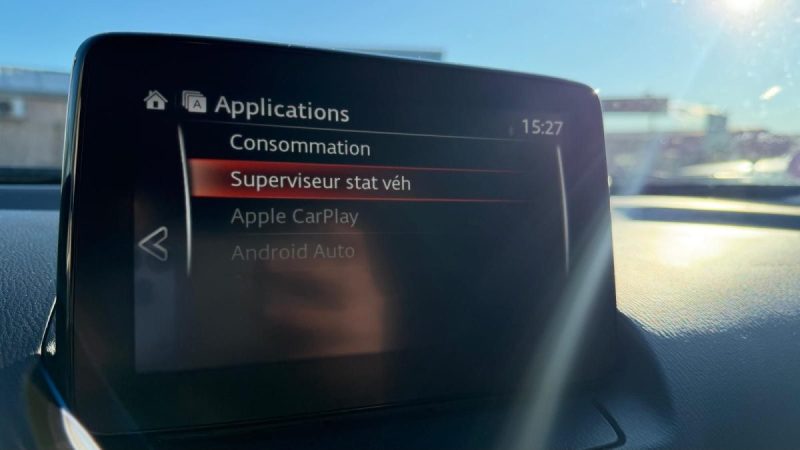 A Applications
15:27
Consommation
Superviseur stat véh
Apple CarPlay
Android Auto